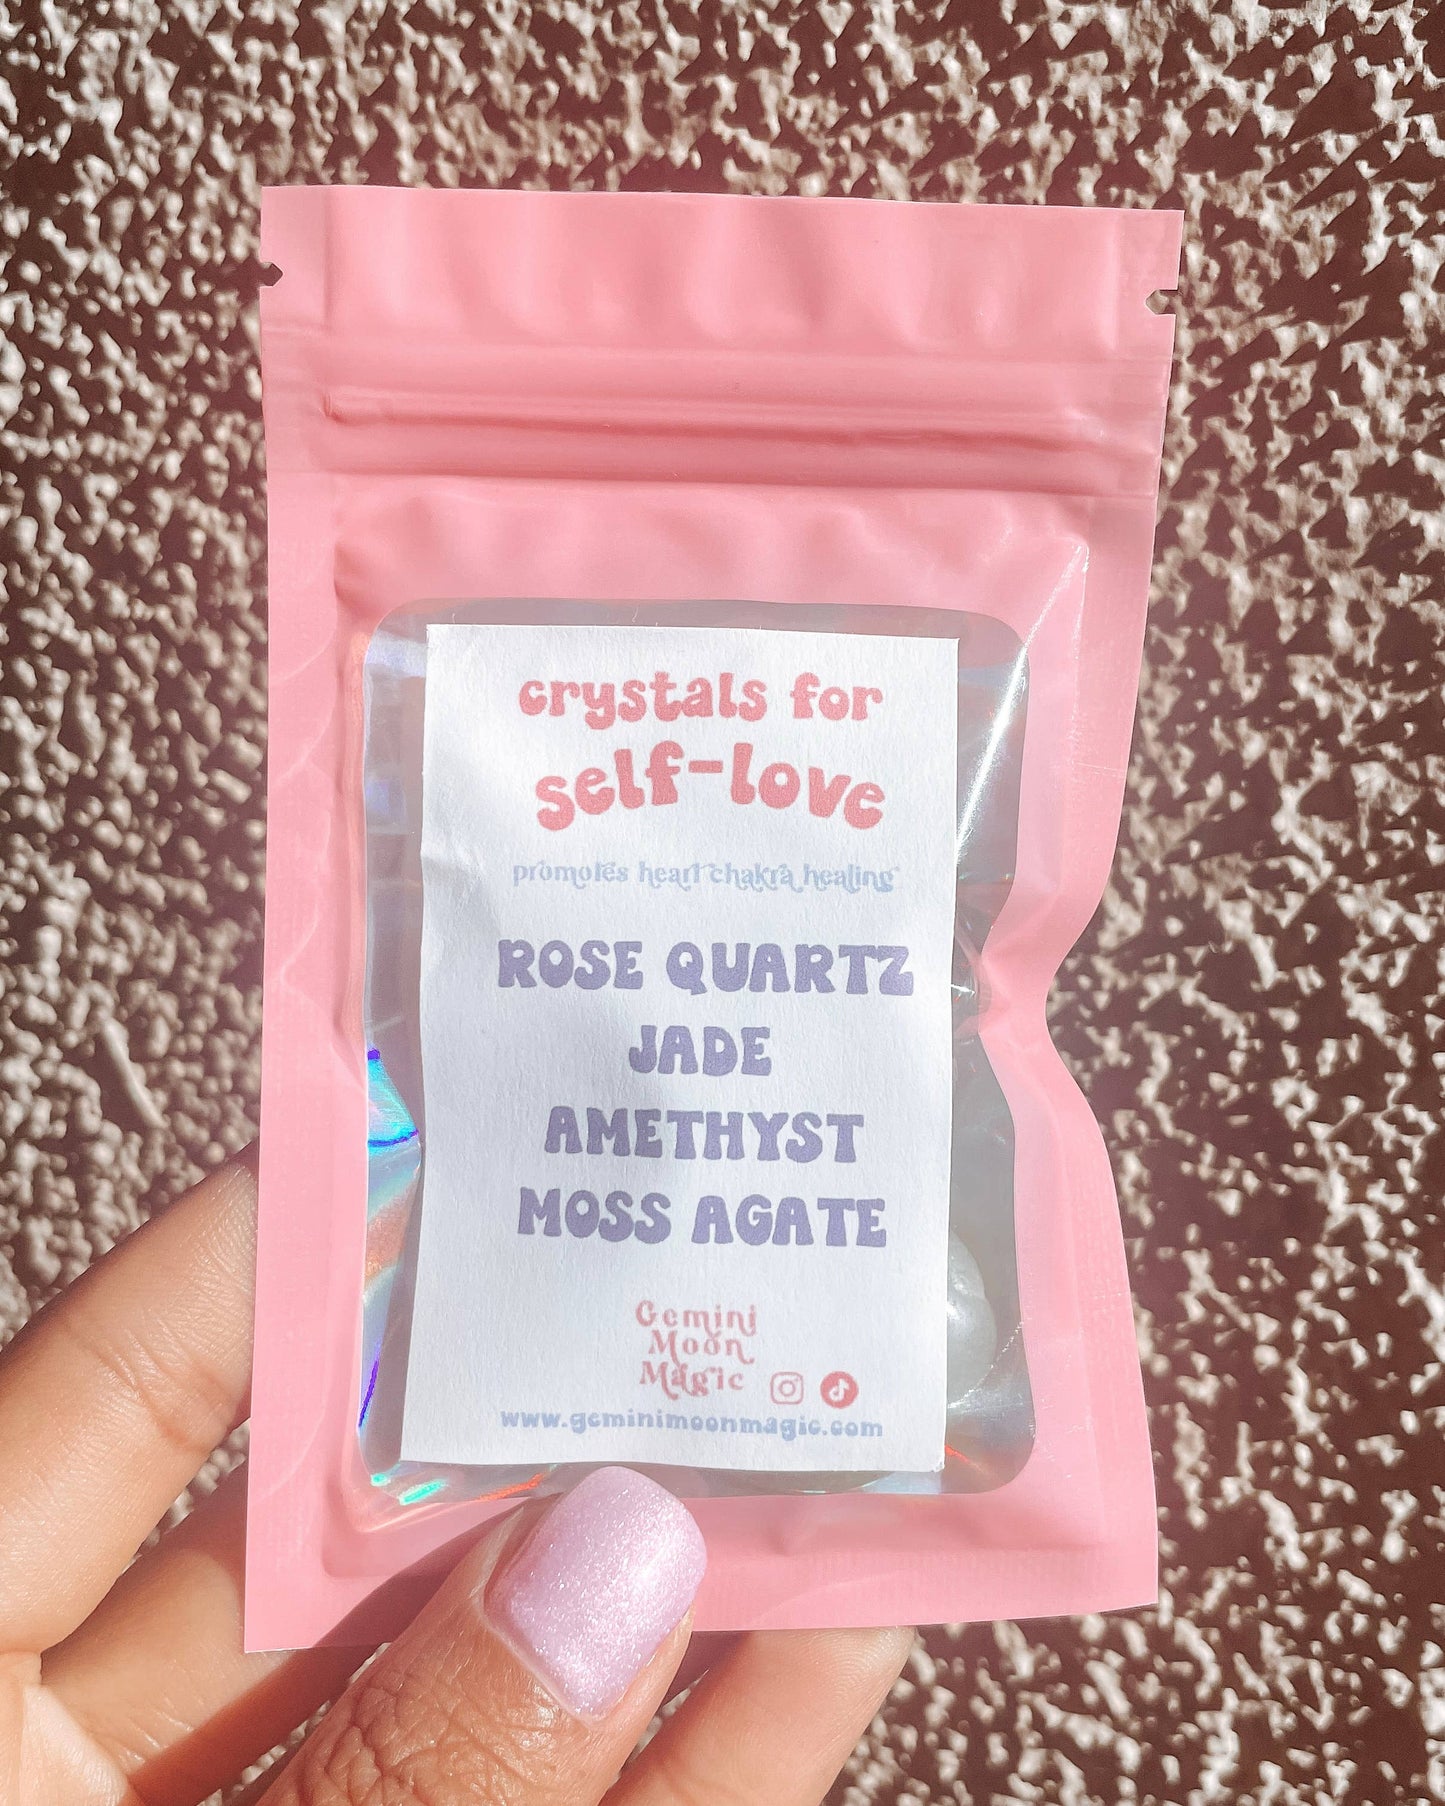 crystals for
self-love
promotes heart chakra healing
ROSE QUARTZ
JADE
AMETHYST
MOSS AGATE
Gemini
Moon
Magic
www.geminimoonmagic.com